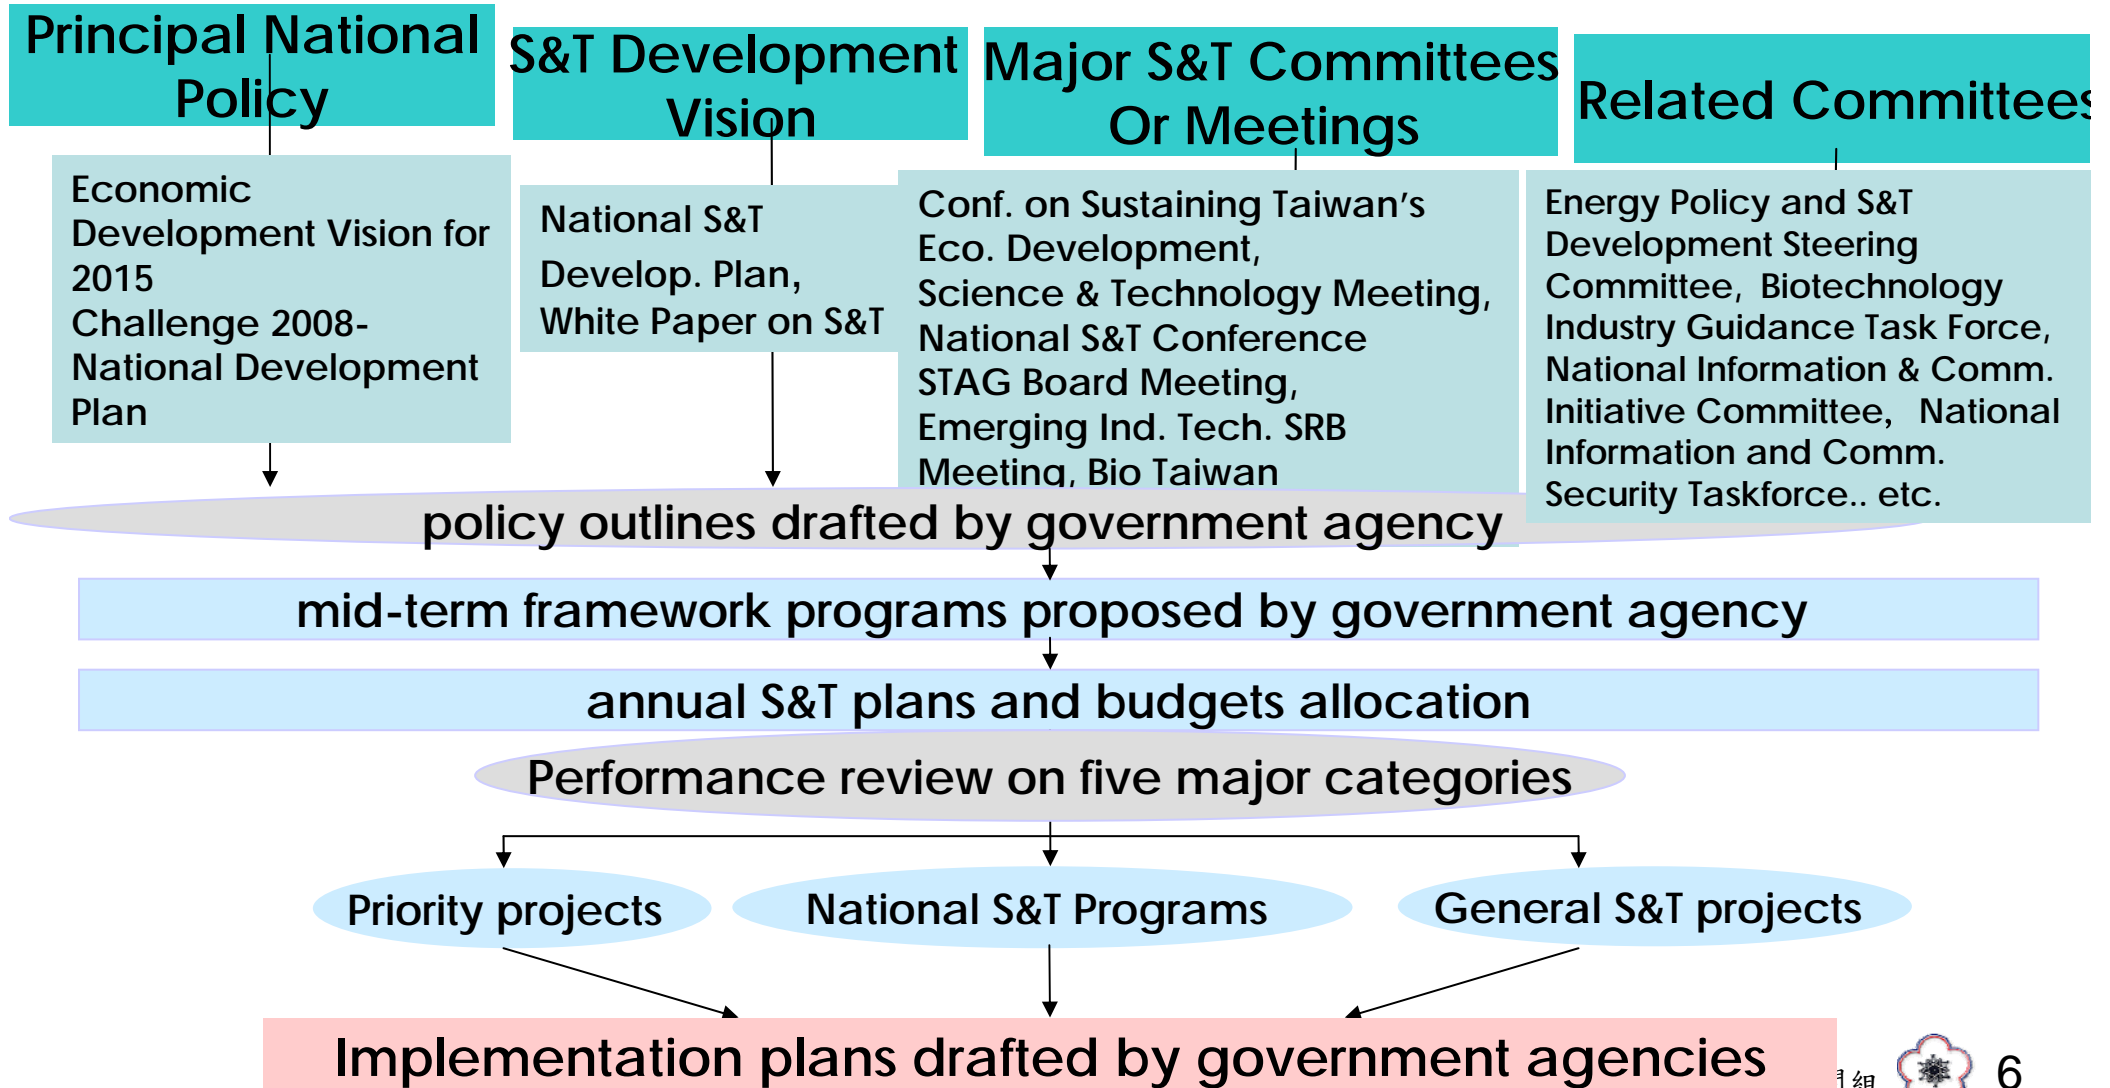 Principal National
Policy
S&T Development
Vision
Major S&T Committees
Or Meetings
Related Committees
Economic
Development Vision for
2015
Challenge 2008-
National Development
Plan
National S&T
Develop. Plan,
White Paper on S&T
Conf. on Sustaining Taiwan's
Eco. Development,
Science & Technology Meeting,
National S&T Conference
STAG Board Meeting,
Emerging Ind. Tech. SRB
Meeting, Bio Taiwan
Energy Policy and S&T
Development Steering
Committee, Biotechnology
Industry Guidance Task Force,
National Information & Comm.
Initiative Committee, National
Information and Comm.
Security Taskforce.. etc.
policy outlines drafted by government agency
mid-term framework programs proposed by government agency
annual S&T plans and budgets allocation
Performance review on five major categories
Priority projects
National S&T Programs
General S&T projects
Implementation plans drafted by government agencies
組
6